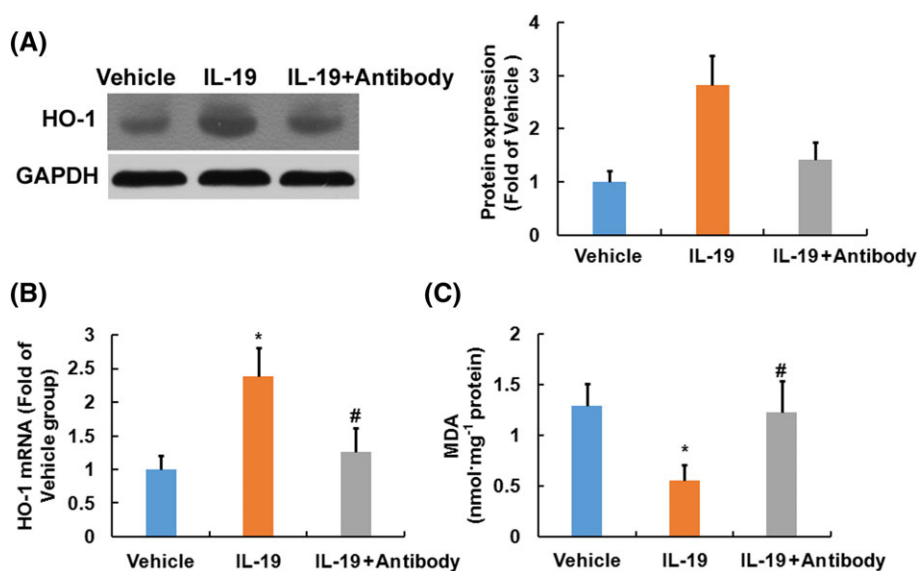 (A)
Vehicle IL-19 IL-19+Antibody
HO-1
GAPDH
Protein expression
(Fold of Vehicle )
4
3
2
1
0
Vehicle IL-19 IL-19+Antibody
(B)
HO-1 mRNA (Fold of
Vehicle group)
3
2.5
2
1.5
1
0.5
0
*
#
Vehicle IL-19 IL-19+Antibody
(C)
MDA
(nmol·mg⁻¹ protein)
2
1.5
1
0.5
0
*
#
Vehicle IL-19 IL-19+Antibody